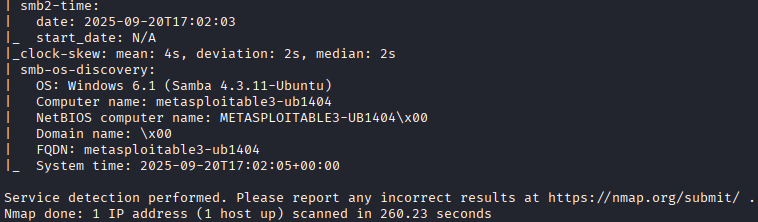 | smb2-time:
|   date: 2025-09-20T17:02:03
|_  start_date: N/A
|_clock-skew: mean: 4s, deviation: 2s, median: 2s
| smb-os-discovery:
|   OS: Windows 6.1 (Samba 4.3.11-Ubuntu)
|   Computer name: metasploitable3-ub1404
|   NetBIOS computer name: METASPLOITABLE3-UB1404\x00
|   Domain name: \x00
|   FQDN: metasploitable3-ub1404
|_  System time: 2025-09-20T17:02:05+00:00
Service detection performed. Please report any incorrect results at https://nmap.org/submit/ .
Nmap done: 1 IP address (1 host up) scanned in 260.23 seconds